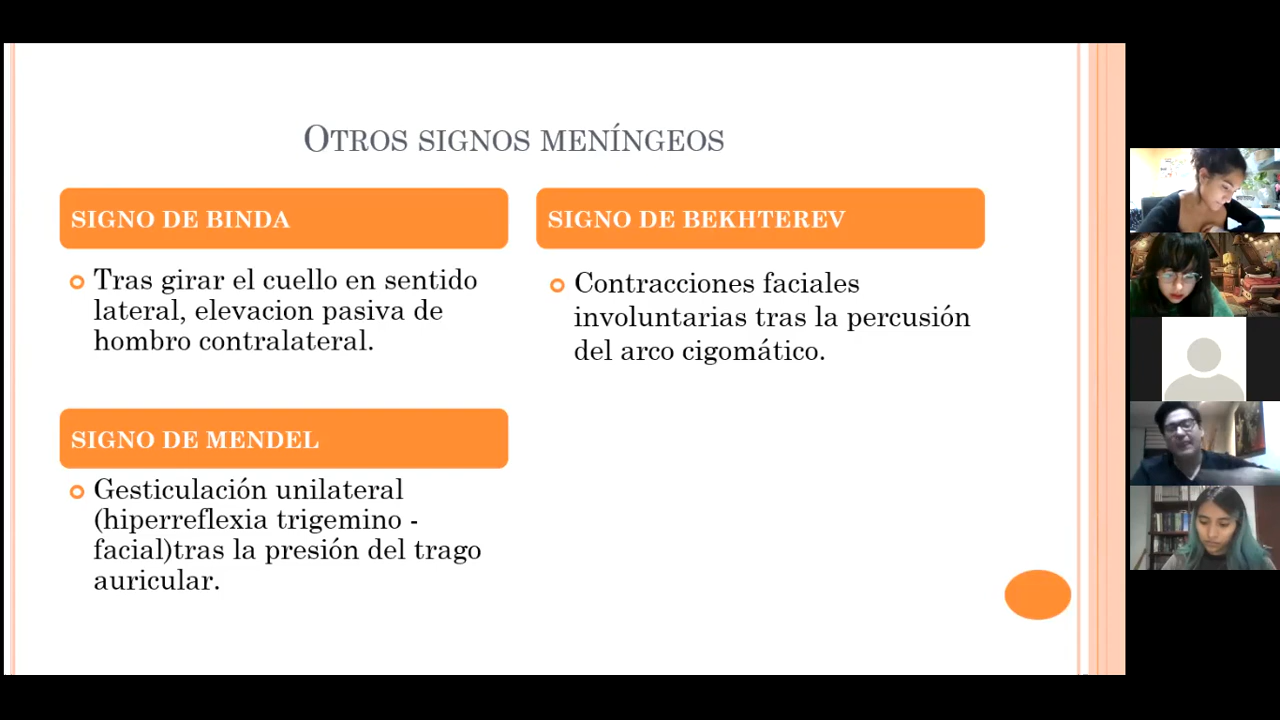 OTROS SIGNOS MENÍNGEOS
SIGNO DE BINDA
Tras girar el cuello en sentido
lateral, elevacion pasiva de
hombro contralateral.
SIGNO DE BEKHTEREV
Contracciones faciales
involuntarias tras la percusión
del arco cigomático.
SIGNO DE MENDEL
Gesticulación unilateral
(hiperreflexia trigemino -
facial)tras la presión del trago
auricular.